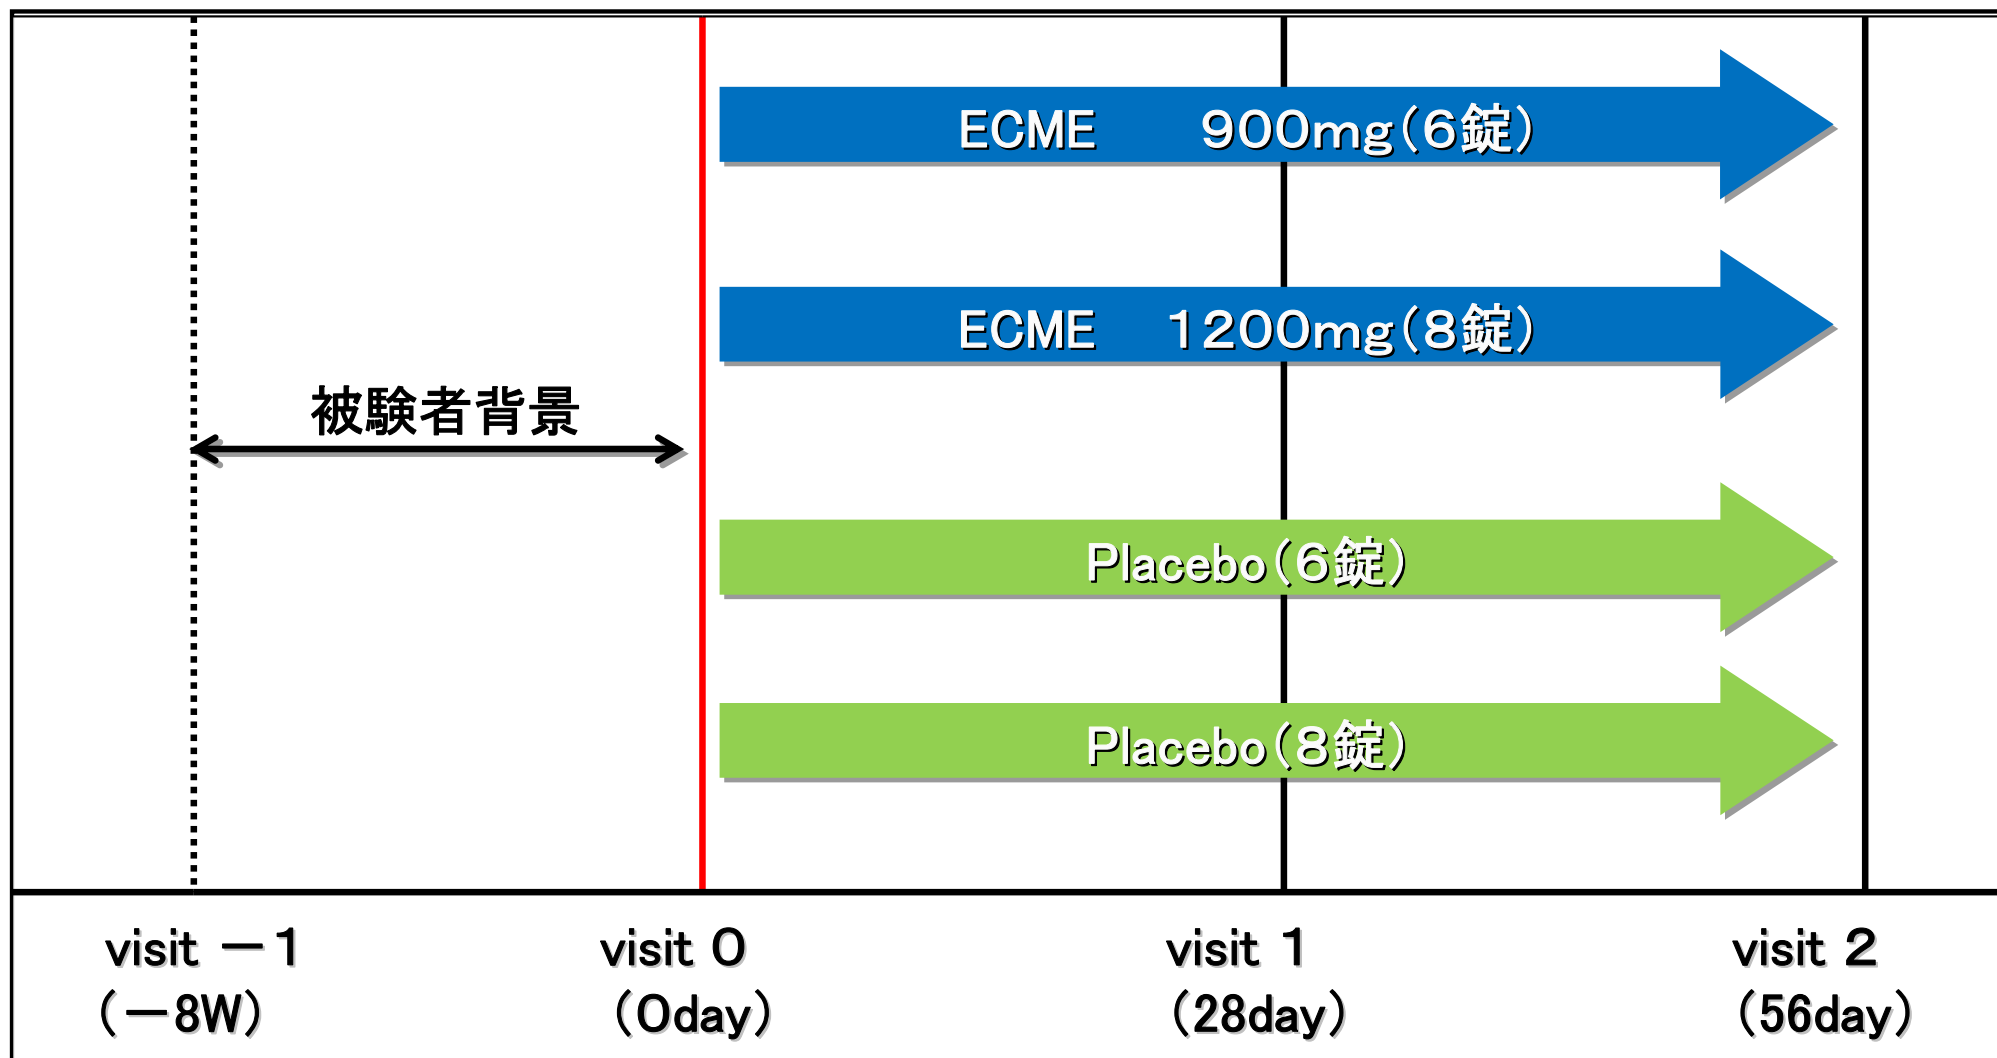 ECME　　９００ｍｇ（６錠）
ECME　１２００ｍｇ（８錠）
被験者背景
Placebo（６錠）
Placebo（８錠）
visit －１
（－８W）
visit ０
（０day）
visit １
（28day）
visit ２
（56day）